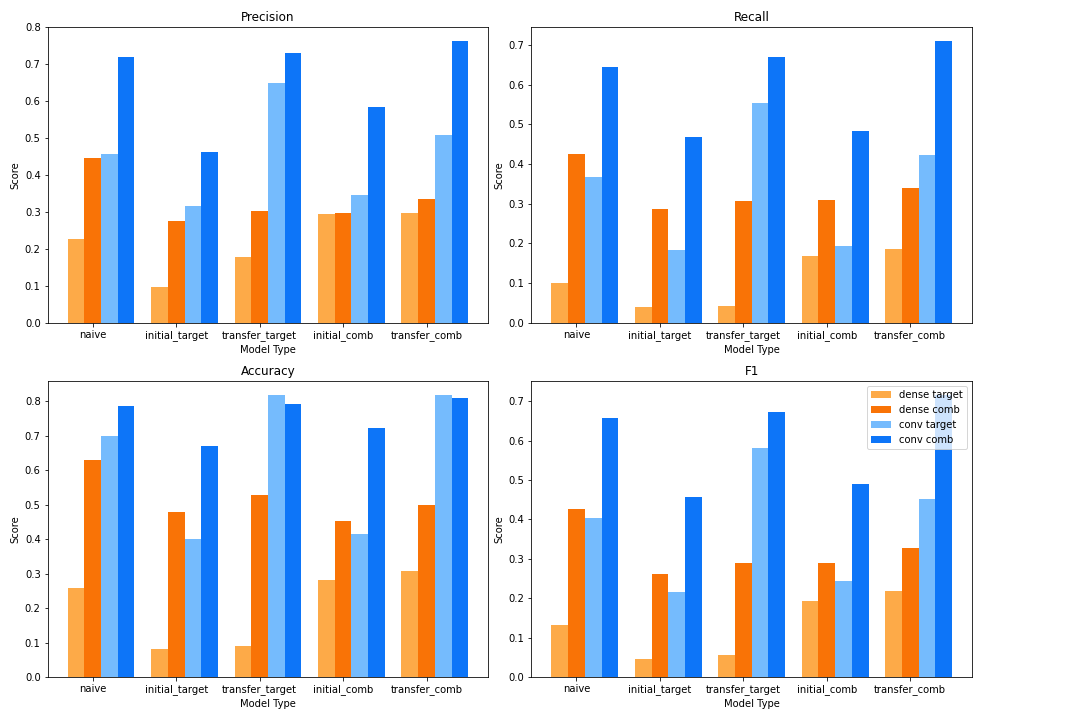 Precision
Score
0.8
0.7
0.6
0.5
0.4
0.3
0.2
0.1
0.0
naive initial_target transfer_target initial_comb transfer_comb
Model Type
Recall
Score
0.7
0.6
0.5
0.4
0.3
0.2
0.1
0.0
naive initial_target transfer_target initial_comb transfer_comb
Model Type
Accuracy
Score
0.8
0.7
0.6
0.5
0.4
0.3
0.2
0.1
0.0
naive initial_target transfer_target initial_comb transfer_comb
Model Type
F1
Score
0.7
0.6
0.5
0.4
0.3
0.2
0.1
0.0
dense target
dense comb
conv target
conv comb
naive initial_target transfer_target initial_comb transfer_comb
Model Type